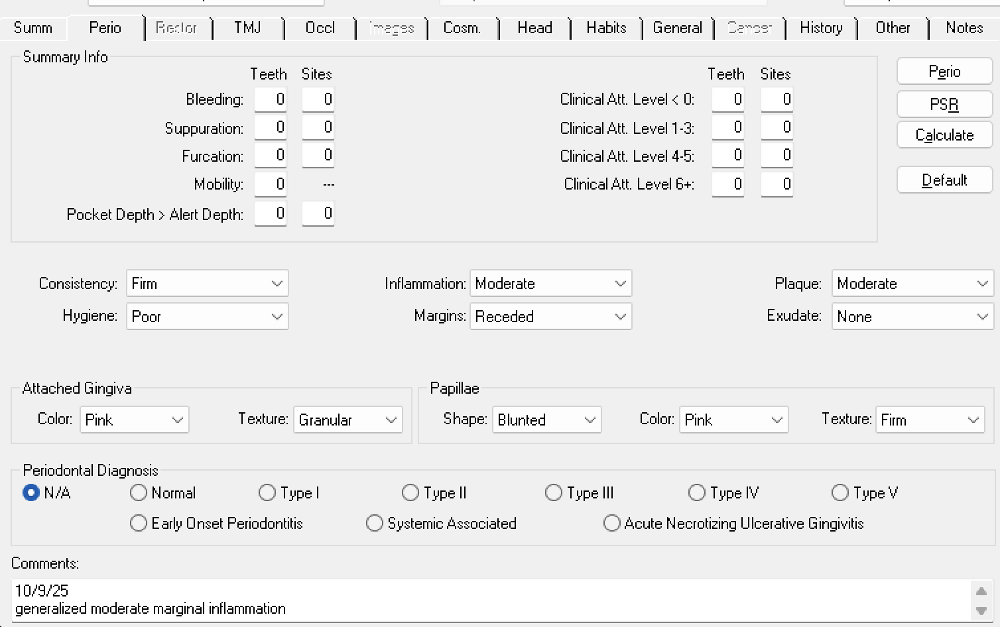 Summ Perio Restor TMJ Occl Images Cosm. Head Habits General Cancer History Other Notes
Summary Info
Teeth Sites Teeth Sites
Perio
Bleeding: 0 0 Clinical Att. Level < 0: 0 0
PSR
Suppuration: 0 0 Clinical Att. Level 1-3: 0 0
Calculate
Furcation: 0 0 Clinical Att. Level 4-5: 0 0
Mobility: 0 --- Clinical Att. Level 6+: 0 0
Default
Pocket Depth > Alert Depth: 0 0
Consistency: Firm Inflammation: Moderate Plaque: Moderate
Hygiene: Poor Margins: Receded Exudate: None
Attached Gingiva Papillae
Color: Pink Texture: Granular Shape: Blunted Color: Pink Texture: Firm
Periodontal Diagnosis
N/A Normal Type I Type II Type III Type IV Type V
Early Onset Periodontitis Systemic Associated Acute Necrotizing Ulcerative Gingivitis
Comments:
10/9/25
generalized moderate marginal inflammation